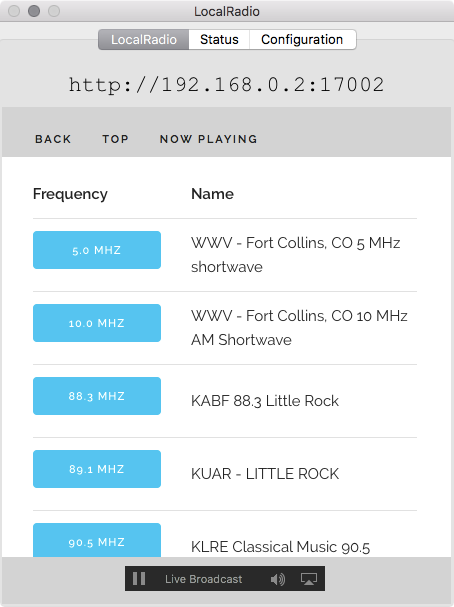 LocalRadio
LocalRadio Status Configuration
http://192.168.0.2:17002
BACK TOP NOW PLAYING
Frequency Name
5.0 MHZ WWV - Fort Collins, CO 5 MHz
shortwave
10.0 MHZ WWV - Fort Collins, CO 10 MHz
AM Shortwave
88.3 MHZ KABF 88.3 Little Rock
89.1 MHZ KUAR - LITTLE ROCK
90.5 MHZ KLRE Classical Music 90.5
Live Broadcast